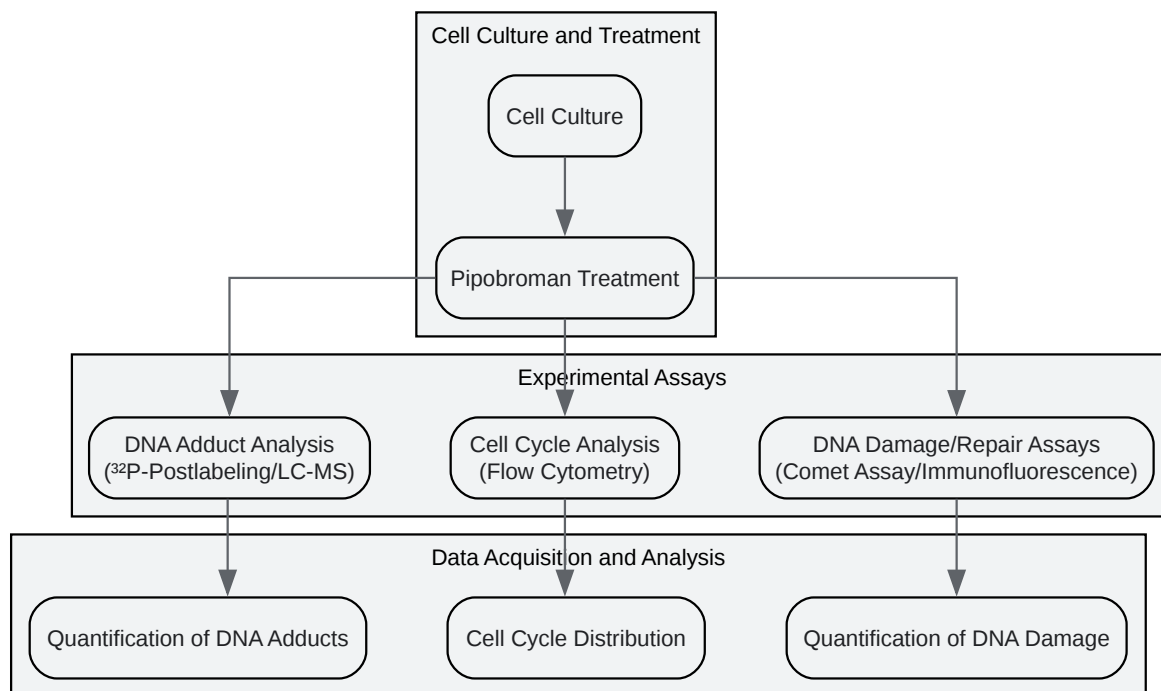 Cell Culture and Treatment
Cell Culture
Pipobroman Treatment
Experimental Assays
DNA Adduct Analysis
(³²P-Postlabeling/LC-MS)
Cell Cycle Analysis
(Flow Cytometry)
DNA Damage/Repair Assays
(Comet Assay/Immunofluorescence)
Data Acquisition and Analysis
Quantification of DNA Adducts
Cell Cycle Distribution
Quantification of DNA Damage